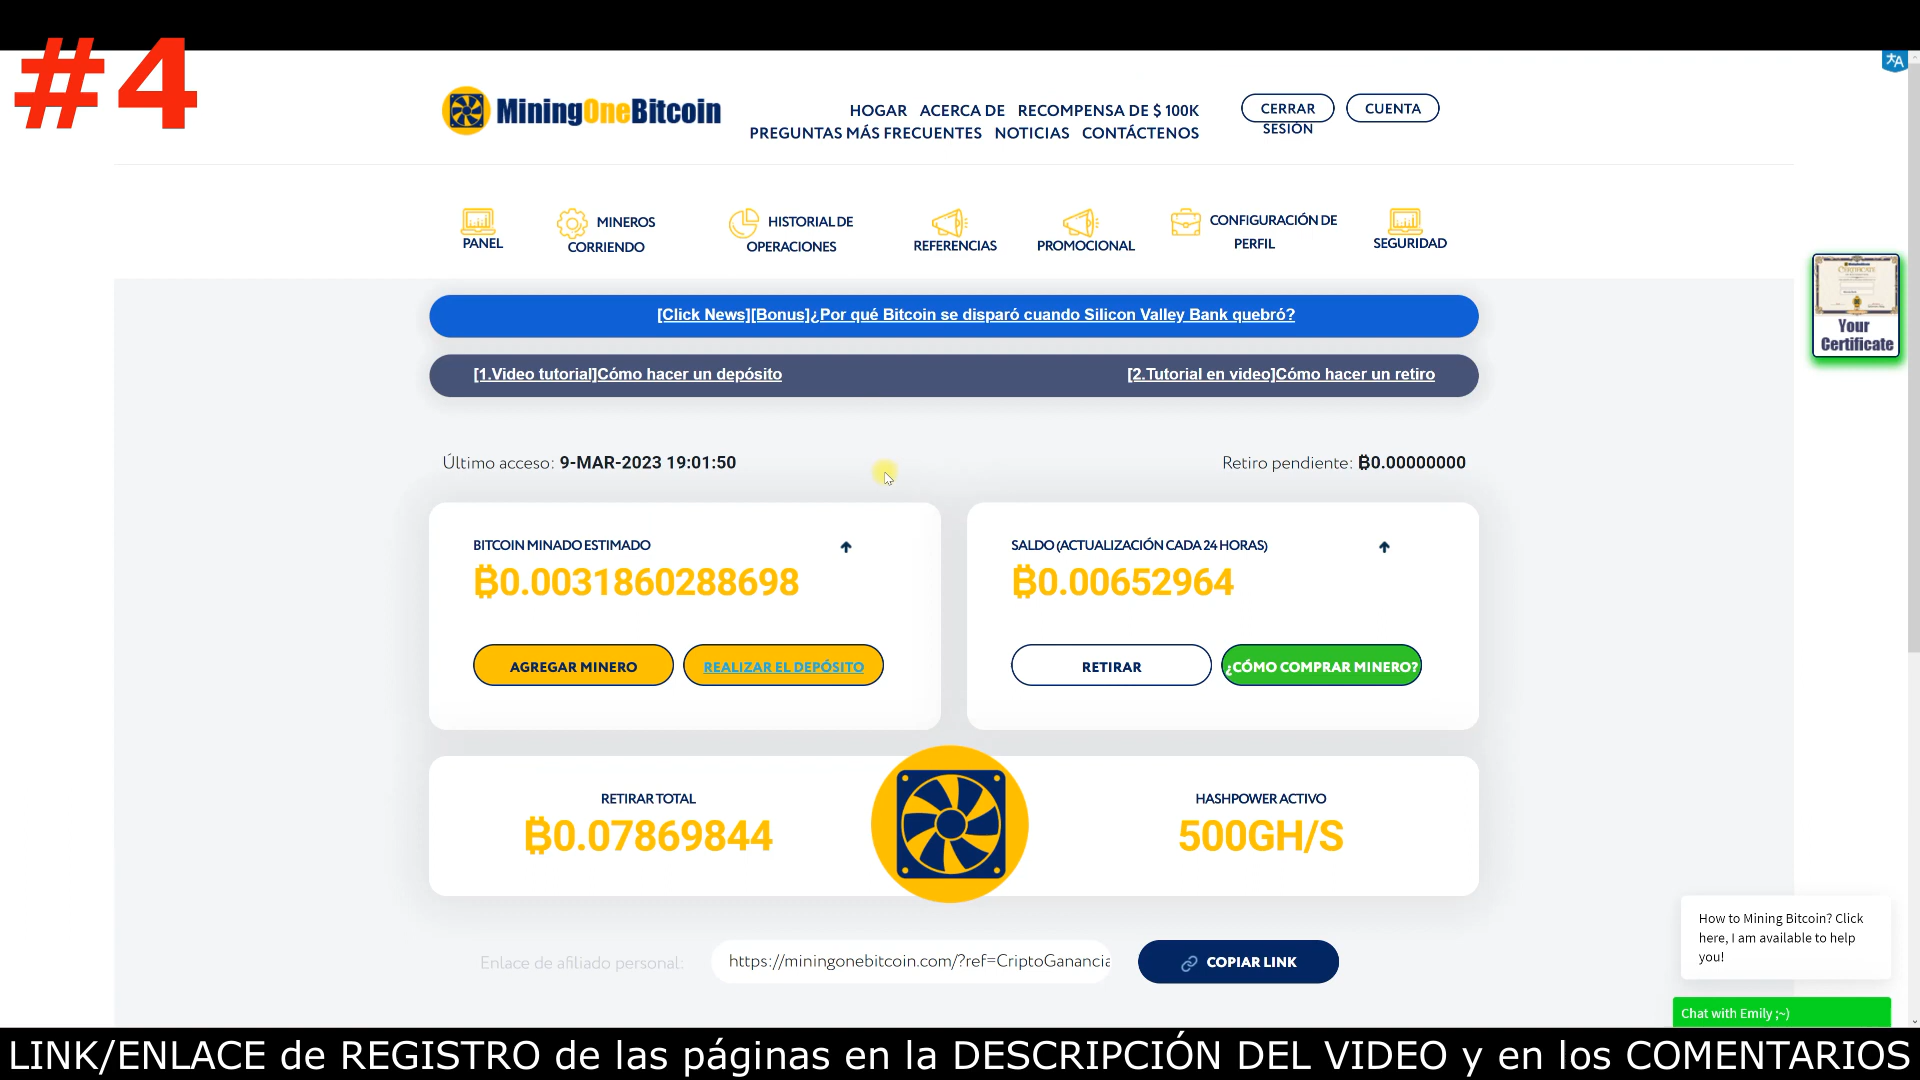 #4
MiningOneBitcoin
HOGAR ACERCA DE RECOMPENSA DE $ 100K
PREGUNTAS MÁS FRECUENTES NOTICIAS CONTÁCTENOS
CERRAR
SESIÓN
CUENTA
PANEL
MINEROS
CORRIENDO
HISTORIAL DE
OPERACIONES
REFERENCIAS
PROMOCIONAL
CONFIGURACIÓN DE
PERFIL
SEGURIDAD
CERTIFICATE
Your
Certificate
[Click News][Bonus]¿Por qué Bitcoin se disparó cuando Silicon Valley Bank quebró?
[1.Video tutorial]Cómo hacer un depósito
[2.Tutorial en video]Cómo hacer un retiro
Último acceso: 9-MAR-2023 19:01:50
Retiro pendiente: ₿0.00000000
BITCOIN MINADO ESTIMADO
₿0.0031860288698
AGREGAR MINERO
REALIZAR EL DEPÓSITO
SALDO (ACTUALIZACIÓN CADA 24 HORAS)
₿0.00652964
RETIRAR
¿CÓMO COMPRAR MINERO?
RETIRAR TOTAL
₿0.07869844
HASHPOWER ACTIVO
500GH/S
Enlace de afiliado personal:
https://miningonebitcoin.com/?ref=CriptoGanancia
COPIAR LINK
How to Mining Bitcoin? Click
here, I am available to help
you!
Chat with Emily ;~)
LINK/ENLACE de REGISTRO de las páginas en la DESCRIPCIÓN DEL VIDEO y en los COMENTARIOS